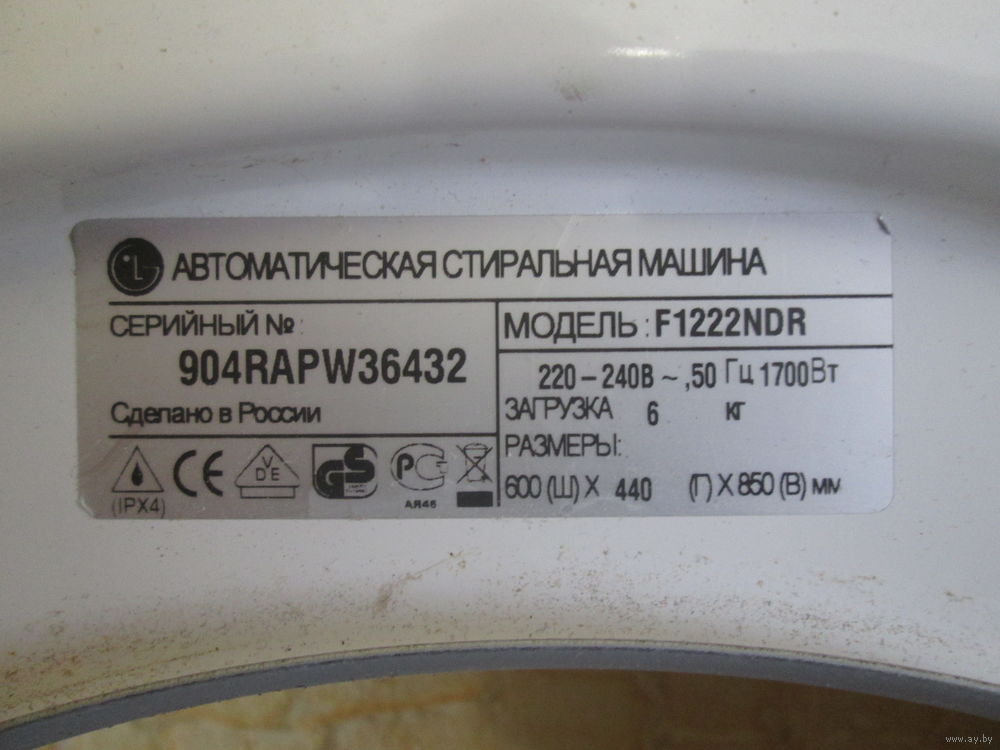 LG АВТОМАТИЧЕСКАЯ СТИРАЛЬНАЯ МАШИНА
СЕРИЙНЫЙ № :
904RAPW36432
Сделано в России
МОДЕЛЬ : F1222NDR
220-240В ~ ,50 Гц 1700Вт
ЗАГРУЗКА 6 кг
РАЗМЕРЫ:
600 (Ш) X 440 (Г) X 850 (В) мм
CE VDE GS РС
(IPX4) АЯ46
www.ay.by